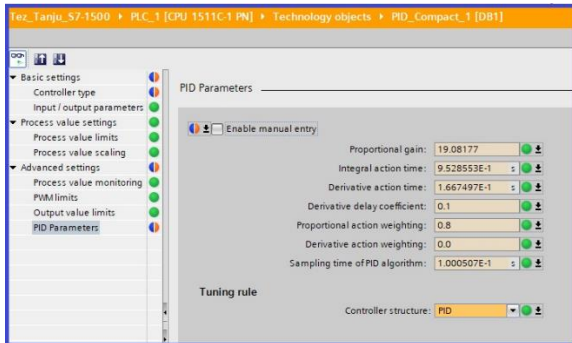 Tez_Tanju_S7-1500 ▸ PLC_1 [CPU 1511C-1 PN] ▸ Technology objects ▸ PID_Compact_1 [DB1]
Basic settings
Controller type
Input / output parameters
Process value settings
Process value limits
Process value scaling
Advanced settings
Process value monitoring
PWM limits
Output value limits
PID Parameters
PID Parameters
Enable manual entry
Proportional gain: 19.08177
Integral action time: 9.528553E-1 s
Derivative action time: 1.667497E-1 s
Derivative delay coefficient: 0.1
Proportional action weighting: 0.8
Derivative action weighting: 0.0
Sampling time of PID algorithm: 1.000507E-1 s
Tuning rule
Controller structure: PID